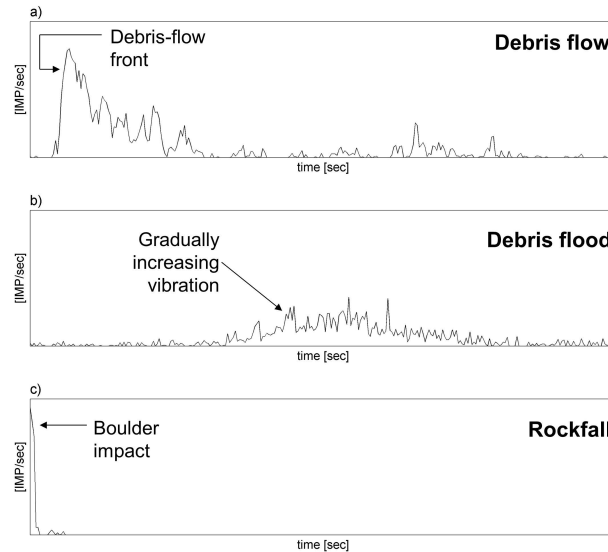 a)
Debris-flow
front
Debris flow
[IMP/sec]
time [sec]
b)
Gradually
increasing
vibration
Debris flood
[IMP/sec]
time [sec]
c)
Boulder
impact
Rockfall
[IMP/sec]
time [sec]